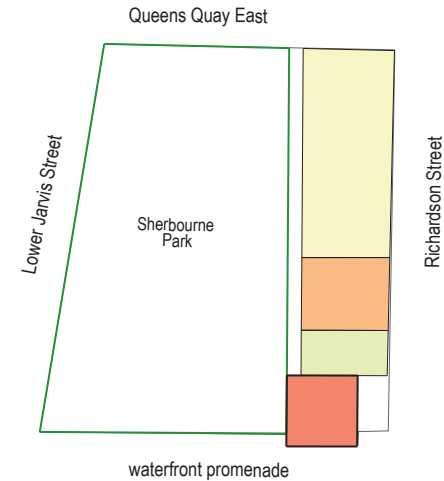 Queens Quay East
Lower Jarvis Street
Sherbourne
Park
Richardson Street
waterfront promenade